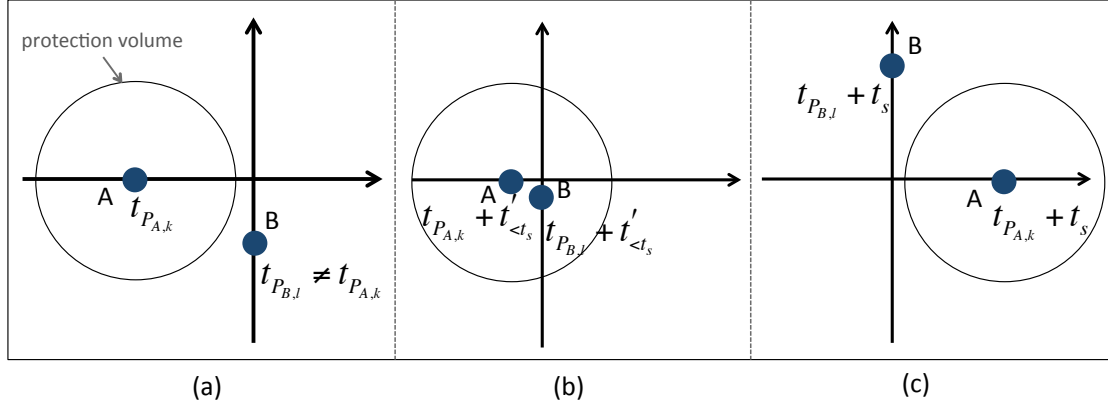 protection volume
A
t_{P_{A,k}}
B
t_{P_{B,l}} ≠ t_{P_{A,k}}
A
B
t_{P_{A,k}} + t'_{<t_s}
t_{P_{B,l}} + t'_{<t_s}
B
t_{P_{B,l}} + t_s
A
t_{P_{A,k}} + t_s
(a)
(b)
(c)